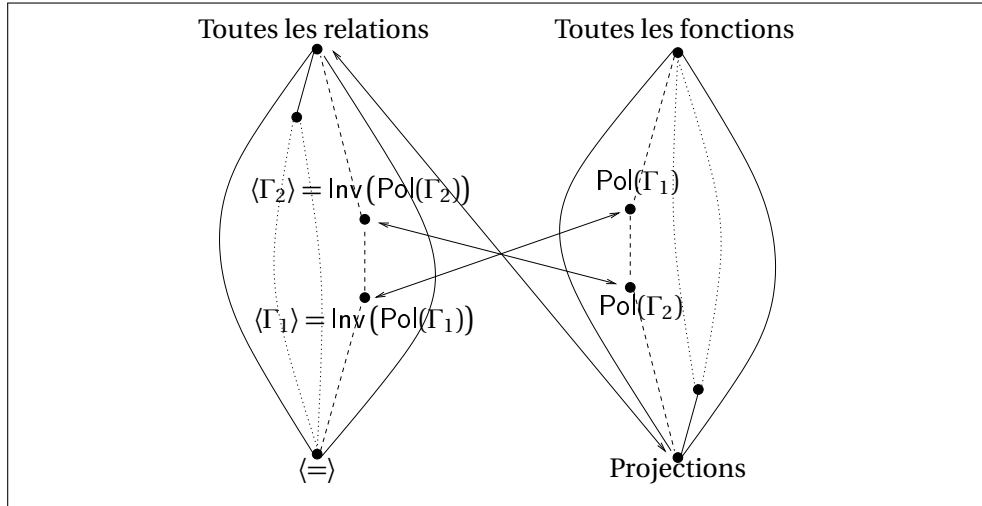 Toutes les relations
Toutes les fonctions
⟨Γ₂⟩ = Inv(Pol(Γ₂))
Pol(Γ₁)
⟨Γ₁⟩ = Inv(Pol(Γ₁))
Pol(Γ₂)
⟨=⟩
Projections